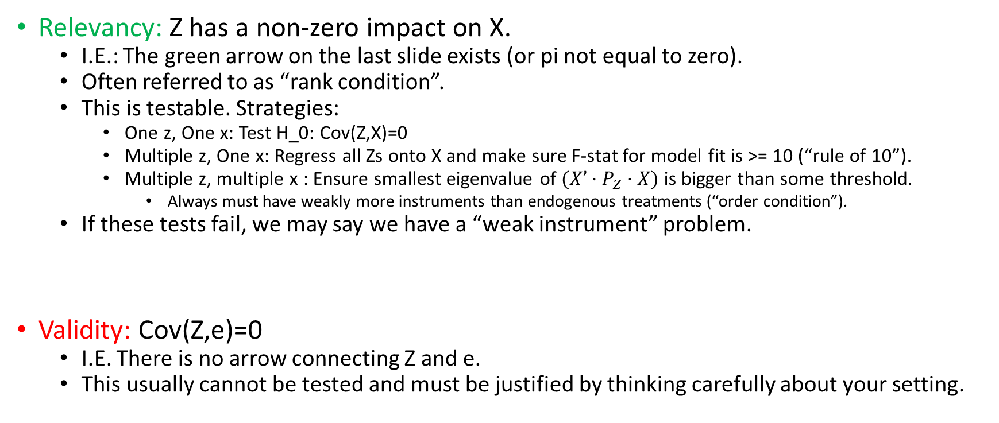 • Relevancy: Z has a non-zero impact on X.
• I.E.: The green arrow on the last slide exists (or pi not equal to zero).
• Often referred to as “rank condition”.
• This is testable. Strategies:
• One z, One x: Test H_0: Cov(Z,X)=0
• Multiple z, One x: Regress all Zs onto X and make sure F-stat for model fit is >= 10 (“rule of 10”).
• Multiple z, multiple x : Ensure smallest eigenvalue of (X’ · P_Z · X) is bigger than some threshold.
• Always must have weakly more instruments than endogenous treatments (“order condition”).
• If these tests fail, we may say we have a “weak instrument” problem.
• Validity: Cov(Z,e)=0
• I.E. There is no arrow connecting Z and e.
• This usually cannot be tested and must be justified by thinking carefully about your setting.